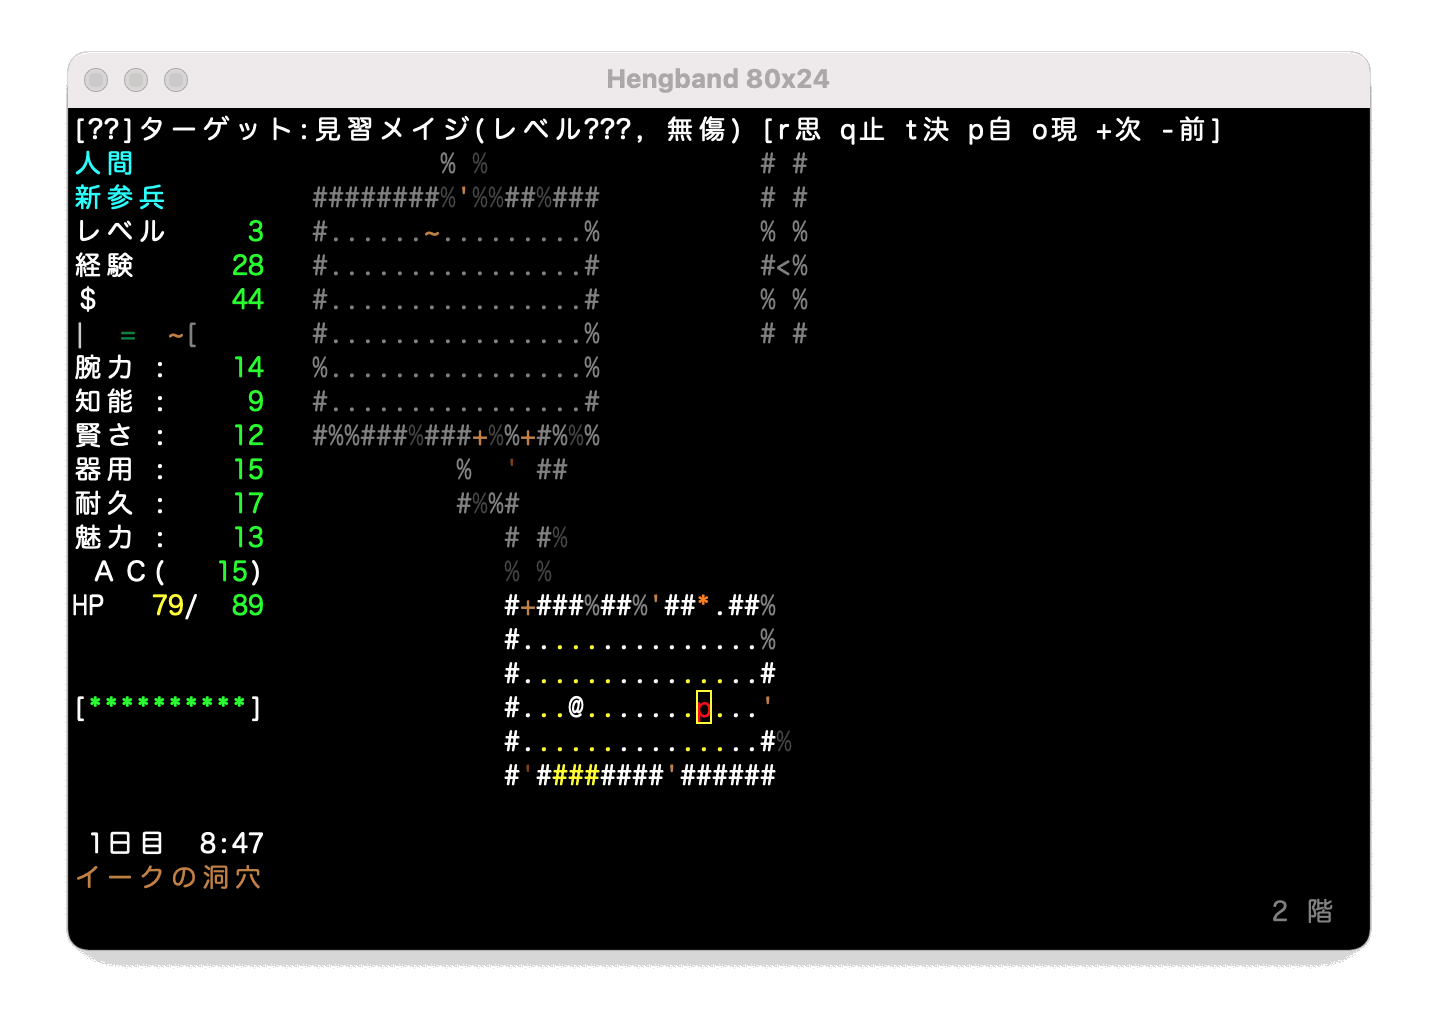 Hengband 80x24
[??]ターゲット:見習メイジ(レベル???, 無傷) [r思 q止 t決 p自 o現 +次 -前]
人間                   % %                 # #
新参兵         ########%'%%##%###          # #
レベル     3   #......~.........%          % %
経験      28   #................#          #<%
$         44   #................#          % %
|  =  ~[       #................%          # #
腕力 :    14   %................%
知能 :     9   #................#
賢さ :    12   #%%###%###+%%+#%%%
器用 :    15            %  ' ##
耐久 :    17            #%%#
魅力 :    13               # #%
ＡＣ(   15)               % %
HP   79/  89               #+###%##%'##*.##%
                           #...............%
                           #...............#
[**********]               #...@.......o...'
                           #...............#%
                           #'########'######
1日目  8:47
イークの洞穴
2 階